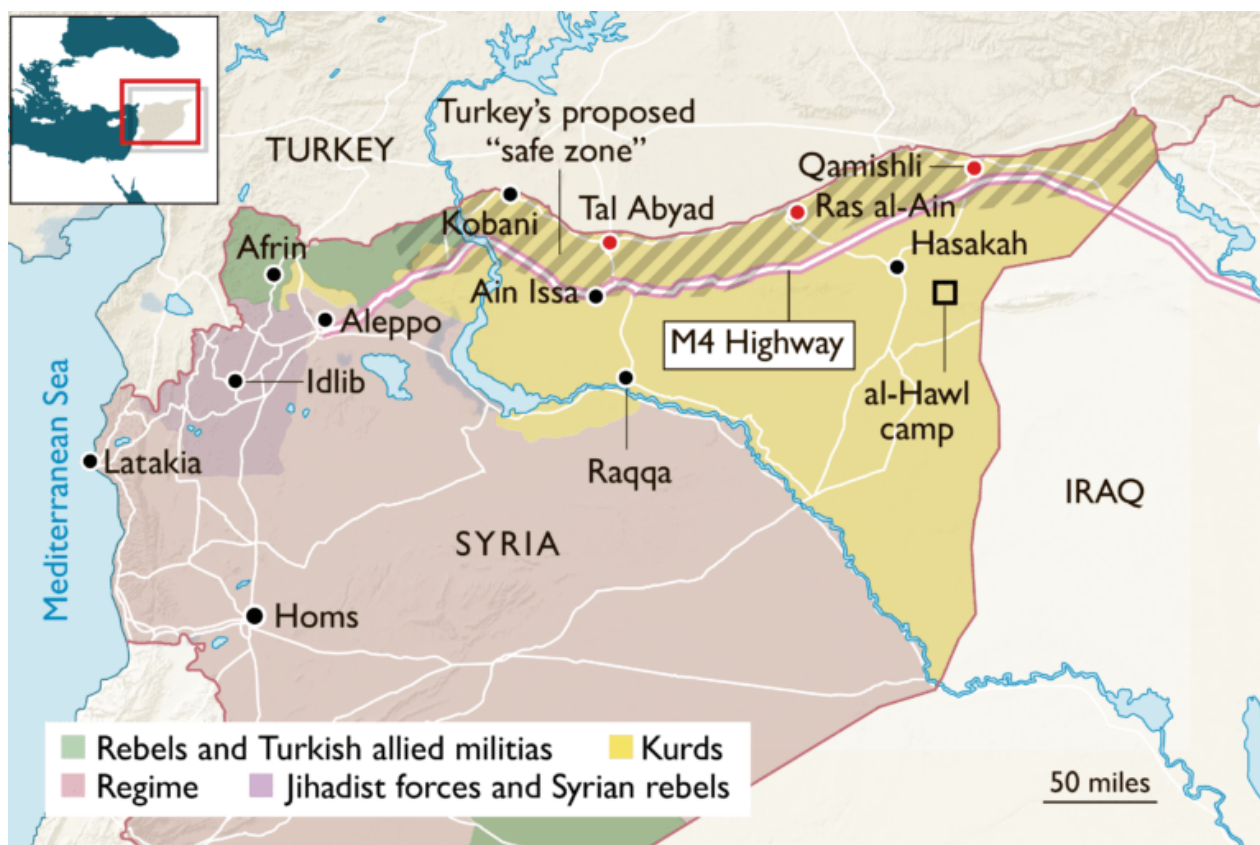 Turkey's proposed
"safe zone"
TURKEY
Qamishli
Kobani
Tal Abyad
Ras al-Ain
Afrin
Hasakah
Ain Issa
Aleppo
M4 Highway
Idlib
al-Hawl
camp
Mediterranean Sea
Latakia
Raqqa
IRAQ
SYRIA
Homs
Rebels and Turkish allied militias
Kurds
Regime
Jihadist forces and Syrian rebels
50 miles